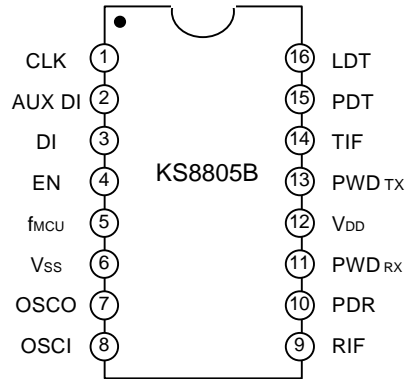 CLK 1 16 LDT
AUX DI 2 15 PDT
DI 3 14 TIF
EN 4 KS8805B 13 PWD TX
fMCU 5 12 VDD
VSS 6 11 PWD RX
OSCO 7 10 PDR
OSCI 8 9 RIF